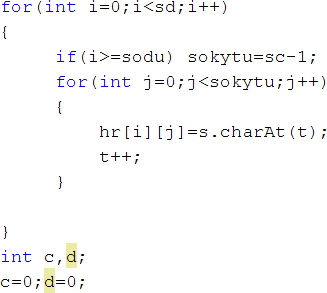 for(int i=0;i<sd;i++)
{
if(i>=sodu) sokytu=sc-1;
for(int j=0;j<sokytu;j++)
{
hr[i][j]=s.charAt(t);
t++;
}
}
int c,d;
c=0;d=0;